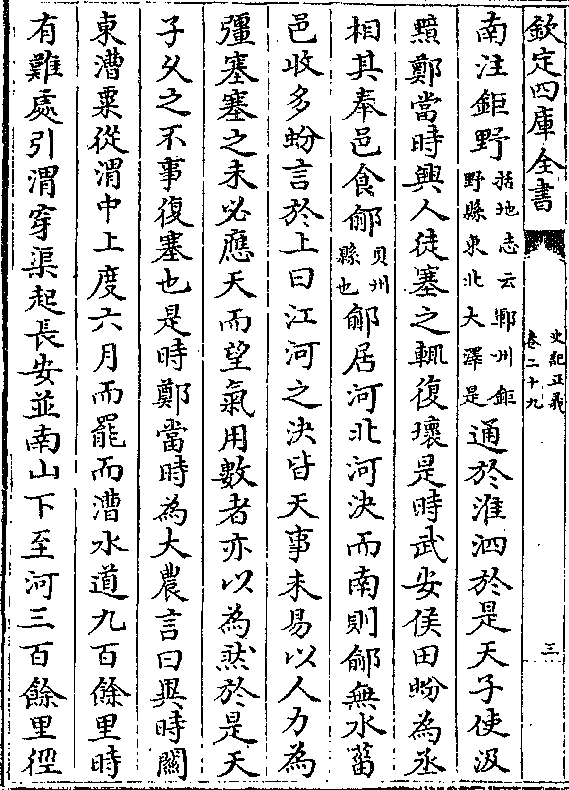 欽定四庫全書
史記正義
卷二十九
三
南注鉅野括地志云鄆州鉅野縣東北大澤是通於淮泗於是天子使汲
黯鄭當時興人徒塞之輒復壞是時武安侯田蚡為丞
相其奉邑食鄃貝州縣也鄃居河北河決而南則鄃無水菑
邑收多蚡言於上曰江河之決皆天事未易以人力為
彊塞塞之未必應天而望氣用數者亦以為然於是天
子乆之不事復塞也是時鄭當時為大農言曰異時關
東漕粟從渭中上度六月而罷而漕水道九百餘里時
有難處引渭穿渠起長安並南山下至河三百餘里徑